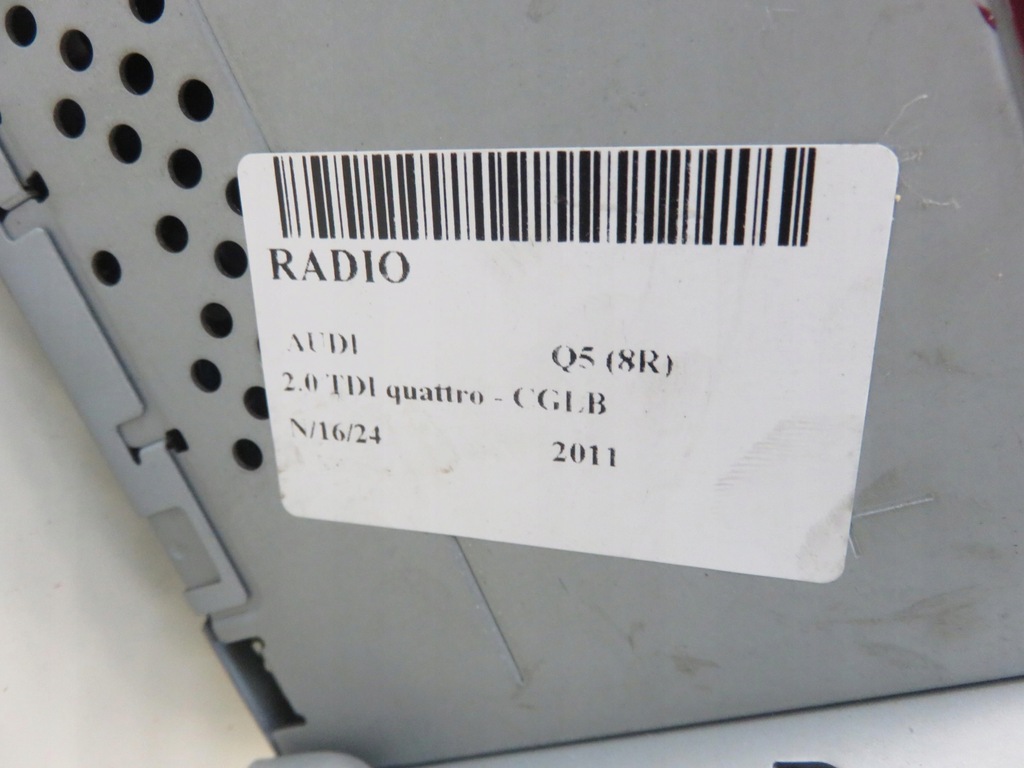 RADIO
AUDI Q5 (8R)
2.0 TDI quattro - CGLB
N/16/24 2011